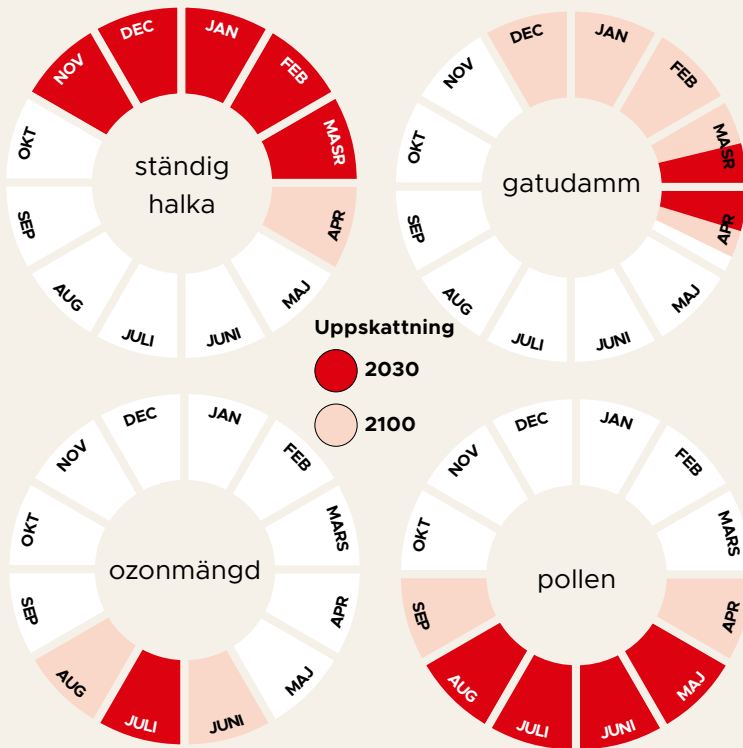 JAN
FEB
MASR
APR
MAJ
JUNI
JULI
AUG
SEP
OKT
NOV
DEC
ständig
halka
JAN
FEB
MASR
APR
MAJ
JUNI
JULI
AUG
SEP
OKT
NOV
DEC
gatudamm
Uppskattning
2030
2100
JAN
FEB
MARS
APR
MAJ
JUNI
JULI
AUG
SEP
OKT
NOV
DEC
ozonmängd
JAN
FEB
MARS
APR
MAJ
JUNI
JULI
AUG
SEP
OKT
NOV
DEC
pollen